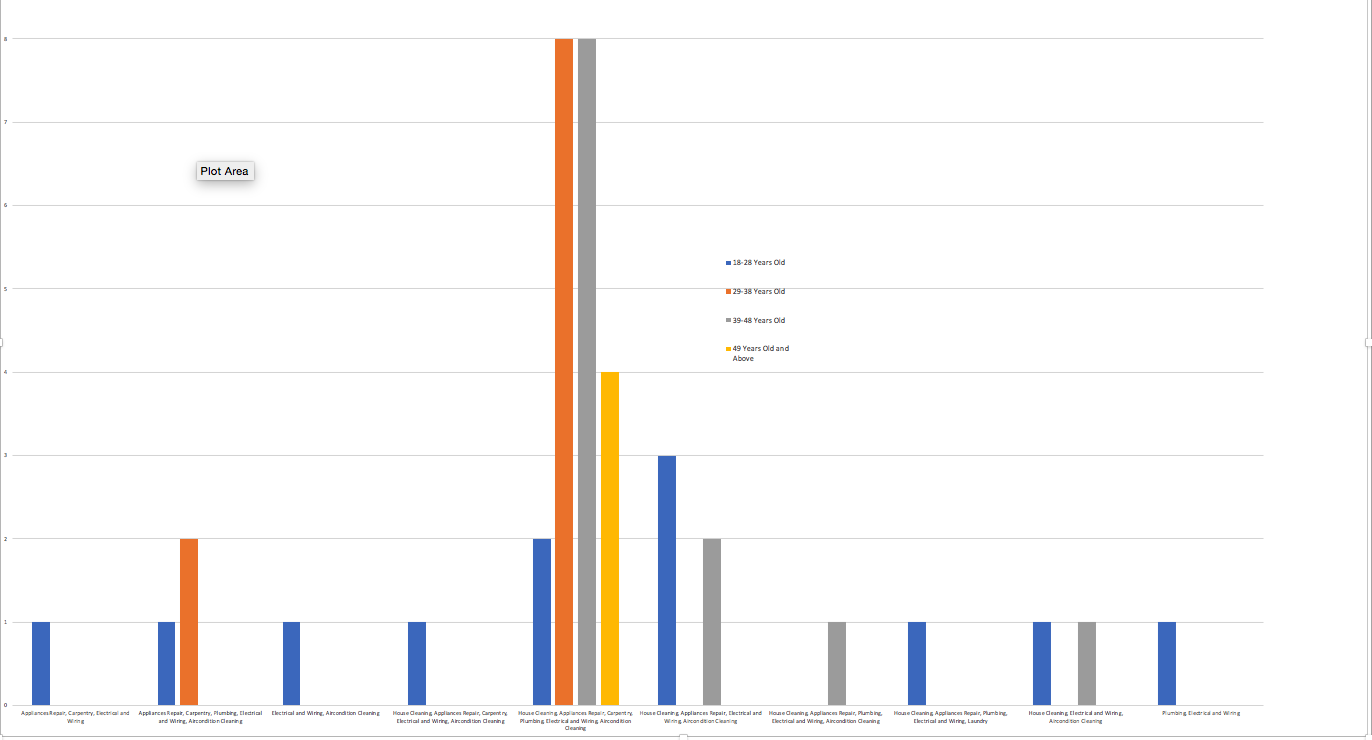 8
7
Plot Area
6
18-28 Years Old
5
29-38 Years Old
39-48 Years Old
49 Years Old and
Above
4
3
2
1
0
Appliances Repair, Carpentry, Electrical and
Wiring
Appliances Repair, Carpentry, Plumbing, Electrical
and Wiring, Aircondition Cleaning
Electrical and Wiring, Aircondition Cleaning
House Cleaning, Appliances Repair, Carpentry,
Electrical and Wiring, Aircondition Cleaning
House Cleaning, Appliances Repair, Carpentry,
Plumbing, Electrical and Wiring, Aircondition
Cleaning
House Cleaning, Appliances Repair, Electrical and
Wiring, Aircondition Cleaning
House Cleaning, Appliances Repair, Plumbing,
Electrical and Wiring, Aircondition Cleaning
House Cleaning, Appliances Repair, Plumbing,
Electrical and Wiring, Laundry
House Cleaning, Electrical and Wiring,
Aircondition Cleaning
Plumbing, Electrical and Wiring